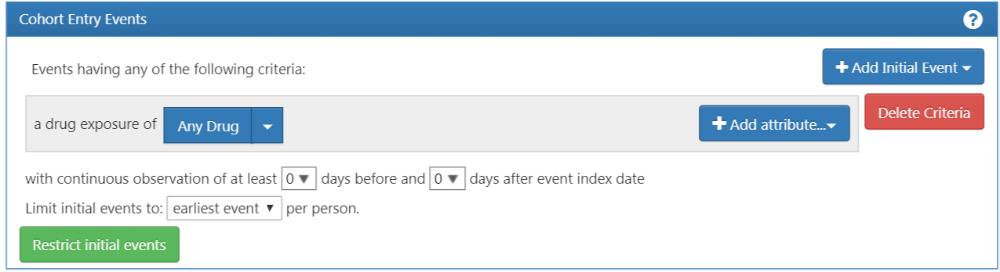 Cohort Entry Events ?
Events having any of the following criteria:
+ Add Initial Event
a drug exposure of Any Drug + Add attribute...
Delete Criteria
with continuous observation of at least 0 days before and 0 days after event index date
Limit initial events to: earliest event per person.
Restrict initial events